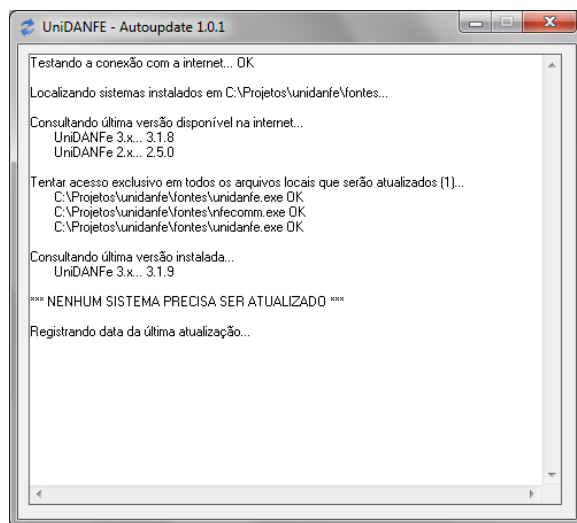 UniDANFE - Autoupdate 1.0.1
Testando a conexão com a internet... OK
Localizando sistemas instalados em C:\Projetos\unidanfe\fontes...
Consultando última versão disponível na internet...
UniDANFe 3.x... 3.1.8
UniDANFe 2.x... 2.5.0
Tentar acesso exclusivo em todos os arquivos locais que serão atualizados (1)...
C:\Projetos\unidanfe\fontes\unidanfe.exe OK
C:\Projetos\unidanfe\fontes\nfecomm.exe OK
C:\Projetos\unidanfe\fontes\unidanfe.exe OK
Consultando última versão instalada...
UniDANFe 3.x... 3.1.9
*** NENHUM SISTEMA PRECISA SER ATUALIZADO ***
Registrando data da última atualização...